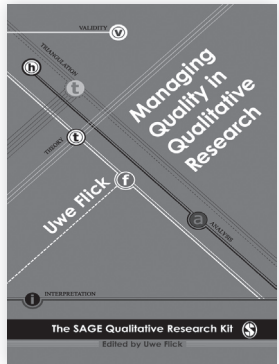 VALIDITY
v
TRIANGULATION
h
t
Managing
Quality in
Qualitative
Research
THEORY
t
Uwe Flick
f
a
ANALYSIS
i
INTERPRETATION
The SAGE Qualitative Research Kit
S
Edited by Uwe Flick